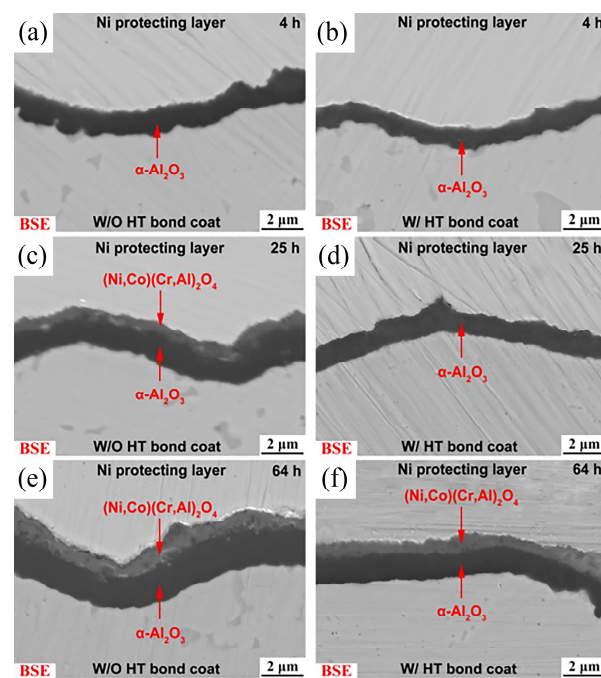 (a) Ni protecting layer 4 h
α-Al₂O₃
BSE W/O HT bond coat 2 μm
(b) Ni protecting layer 4 h
α-Al₂O₃
BSE W/ HT bond coat 2 μm
(c) Ni protecting layer 25 h
(Ni,Co)(Cr,Al)₂O₄
α-Al₂O₃
BSE W/O HT bond coat 2 μm
(d) Ni protecting layer 25 h
α-Al₂O₃
BSE W/ HT bond coat 2 μm
(e) Ni protecting layer 64 h
(Ni,Co)(Cr,Al)₂O₄
α-Al₂O₃
BSE W/O HT bond coat 2 μm
(f) Ni protecting layer 64 h
(Ni,Co)(Cr,Al)₂O₄
α-Al₂O₃
BSE W/ HT bond coat 2 μm